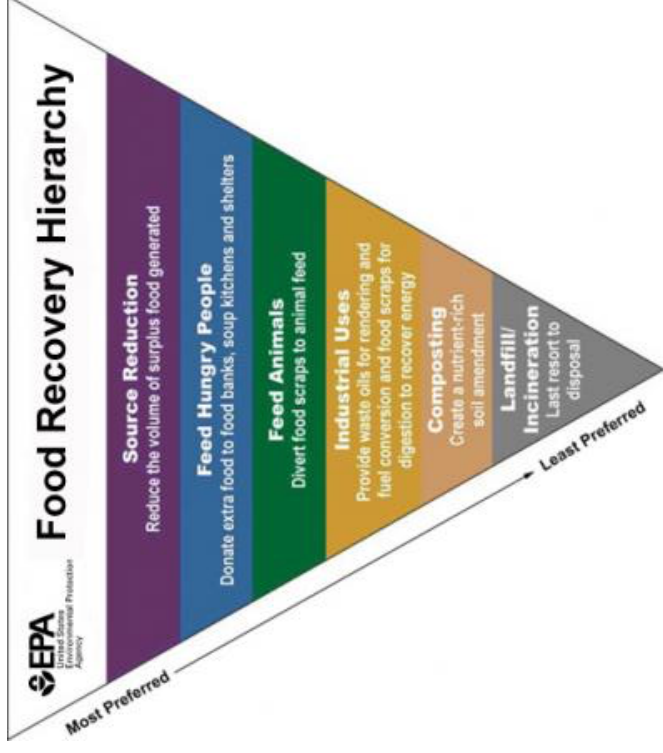 EPA
United States
Environmental Protection
Agency
Food Recovery Hierarchy
Source Reduction
Reduce the volume of surplus food generated
Feed Hungry People
Donate extra food to food banks, soup kitchens and shelters
Feed Animals
Divert food scraps to animal feed
Industrial Uses
Provide waste oils for rendering and
fuel conversion and food scraps for
digestion to recover energy
Composting
Create a nutrient-rich
soil amendment
Landfill/
Incineration
Last resort to
disposal
Most Preferred
Least Preferred